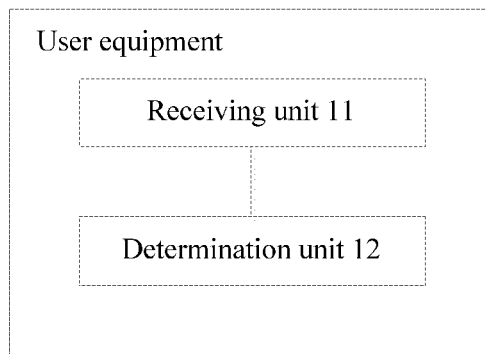 User equipment
Receiving unit 11
Determination unit 12